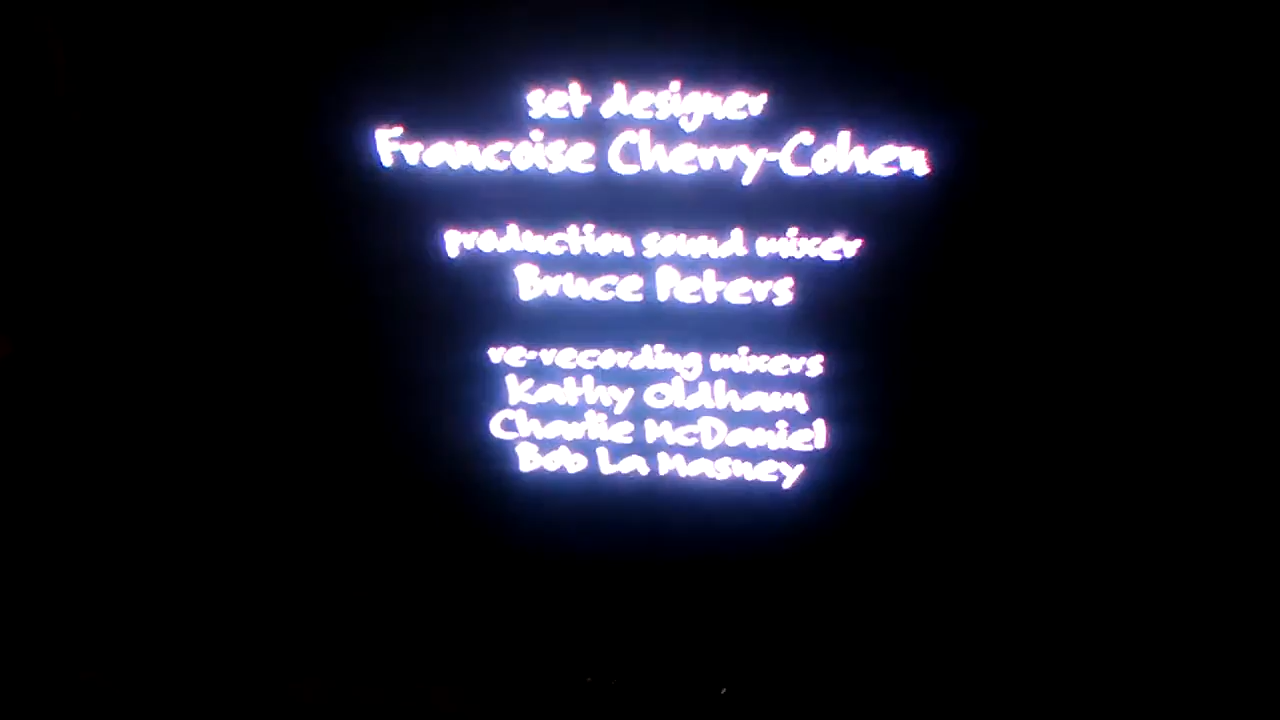 set designer
Francoise Cherry-Cohen
production sound mixer
Bruce Peters
re-recording mixers
Kathy Oldham
Charlie McDaniel
Bob La Masney